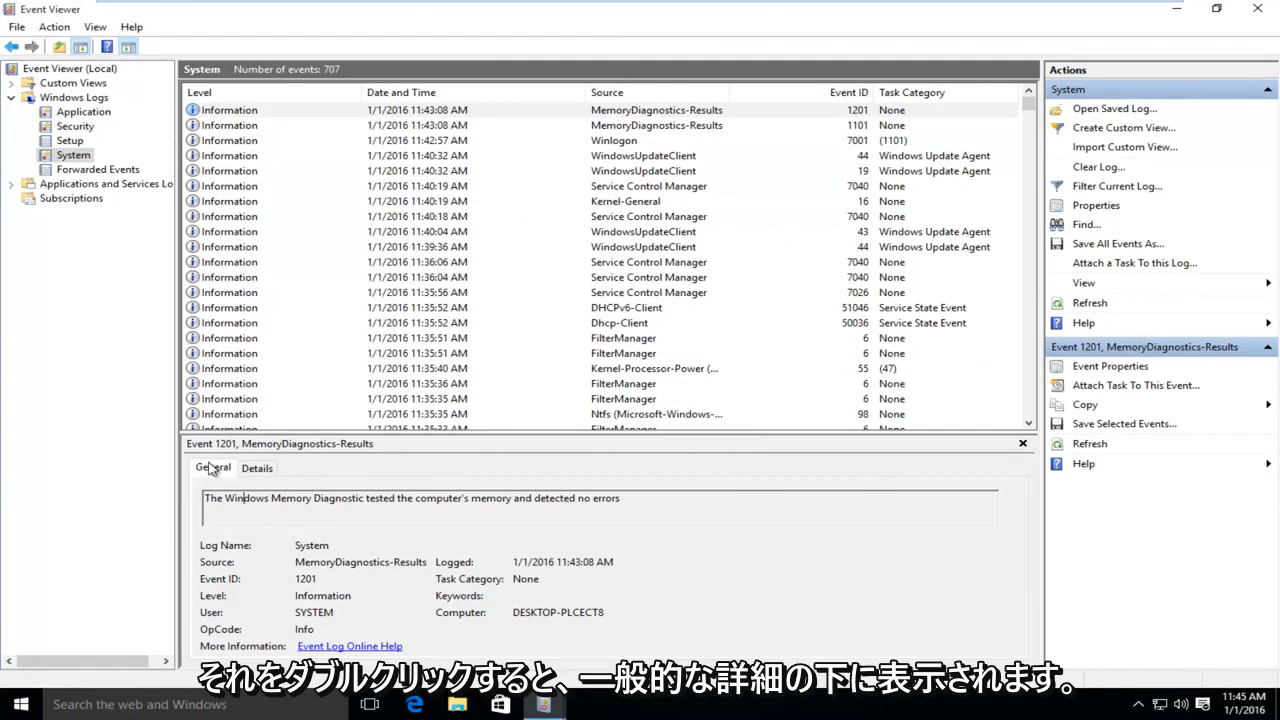 Event Viewer
File Action View Help
Event Viewer (Local)
Custom Views
Windows Logs
Application
Security
Setup
System
Forwarded Events
Applications and Services Lo
Subscriptions
System Number of events: 707
Level Date and Time Source Event ID Task Category
Information 1/1/2016 11:43:08 AM MemoryDiagnostics-Results 1201 None
Information 1/1/2016 11:43:08 AM MemoryDiagnostics-Results 1101 None
Information 1/1/2016 11:42:57 AM Winlogon 7001 (1101)
Information 1/1/2016 11:40:32 AM WindowsUpdateClient 44 Windows Update Agent
Information 1/1/2016 11:40:32 AM WindowsUpdateClient 19 Windows Update Agent
Information 1/1/2016 11:40:19 AM Service Control Manager 7040 None
Information 1/1/2016 11:40:19 AM Kernel-General 16 None
Information 1/1/2016 11:40:18 AM Service Control Manager 7040 None
Information 1/1/2016 11:40:04 AM WindowsUpdateClient 43 Windows Update Agent
Information 1/1/2016 11:39:36 AM WindowsUpdateClient 44 Windows Update Agent
Information 1/1/2016 11:36:06 AM Service Control Manager 7040 None
Information 1/1/2016 11:36:04 AM Service Control Manager 7040 None
Information 1/1/2016 11:35:56 AM Service Control Manager 7026 None
Information 1/1/2016 11:35:52 AM DHCPv6-Client 51046 Service State Event
Information 1/1/2016 11:35:52 AM Dhcp-Client 50036 Service State Event
Information 1/1/2016 11:35:51 AM FilterManager 6 None
Information 1/1/2016 11:35:51 AM FilterManager 6 None
Information 1/1/2016 11:35:40 AM Kernel-Processor-Power (... 55 (47)
Information 1/1/2016 11:35:36 AM FilterManager 6 None
Information 1/1/2016 11:35:35 AM FilterManager 6 None
Information 1/1/2016 11:35:35 AM Ntfs (Microsoft-Windows-... 98 None
Information 1/1/2016 11:35:33 AM FilterManager 6 None
Event 1201, MemoryDiagnostics-Results
General Details
The Windows Memory Diagnostic tested the computer's memory and detected no errors
Log Name: System
Source: MemoryDiagnostics-Results Logged: 1/1/2016 11:43:08 AM
Event ID: 1201 Task Category: None
Level: Information Keywords:
User: SYSTEM Computer: DESKTOP-PLCECT8
OpCode: Info
More Information: Event Log Online Help
Actions
System
Open Saved Log...
Create Custom View...
Import Custom View...
Clear Log...
Filter Current Log...
Properties
Find...
Save All Events As...
Attach a Task To this Log...
View
Refresh
Help
Event 1201, MemoryDiagnostics-Results
Event Properties
Attach Task To This Event...
Copy
Save Selected Events...
Refresh
Help
それをダブルクリックすると、一般的な詳細の下に表示されます。
Search the web and Windows
11:45 AM
1/1/2016